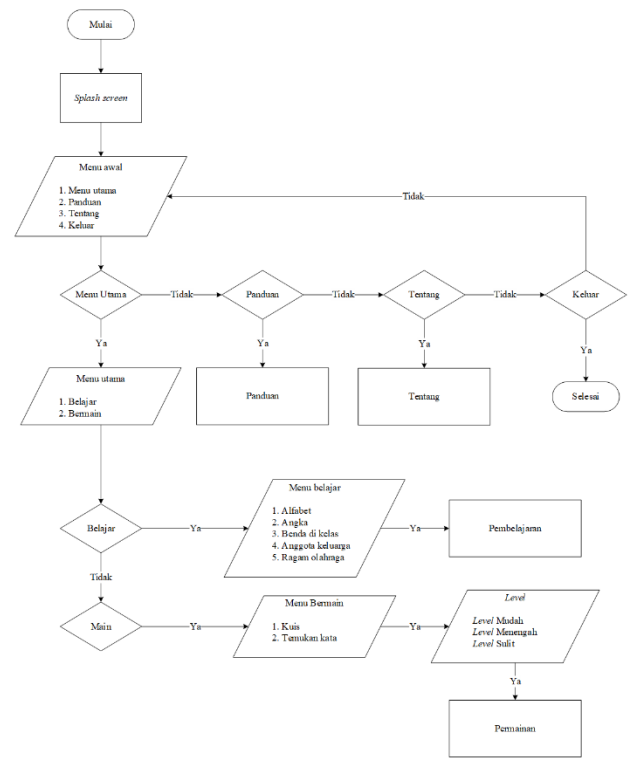 Mulai
Splash screen
Menu awal
1. Menu utama
2. Panduan
3. Tentang
4. Keluar
Tidak
Menu Utama
Tidak
Panduan
Tidak
Tentang
Tidak
Keluar
Ya
Ya
Ya
Ya
Menu utama
1. Belajar
2. Bermain
Panduan
Tentang
Selesai
Belajar
Ya
Menu belajar
1. Alfabet
2. Angka
3. Benda di kelas
4. Anggota keluarga
5. Ragam olahraga
Ya
Pembelajaran
Tidak
Main
Ya
Menu Bermain
1. Kuis
2. Temukan kata
Ya
Level
Level Mudah
Level Menengah
Level Sulit
Ya
Permainan